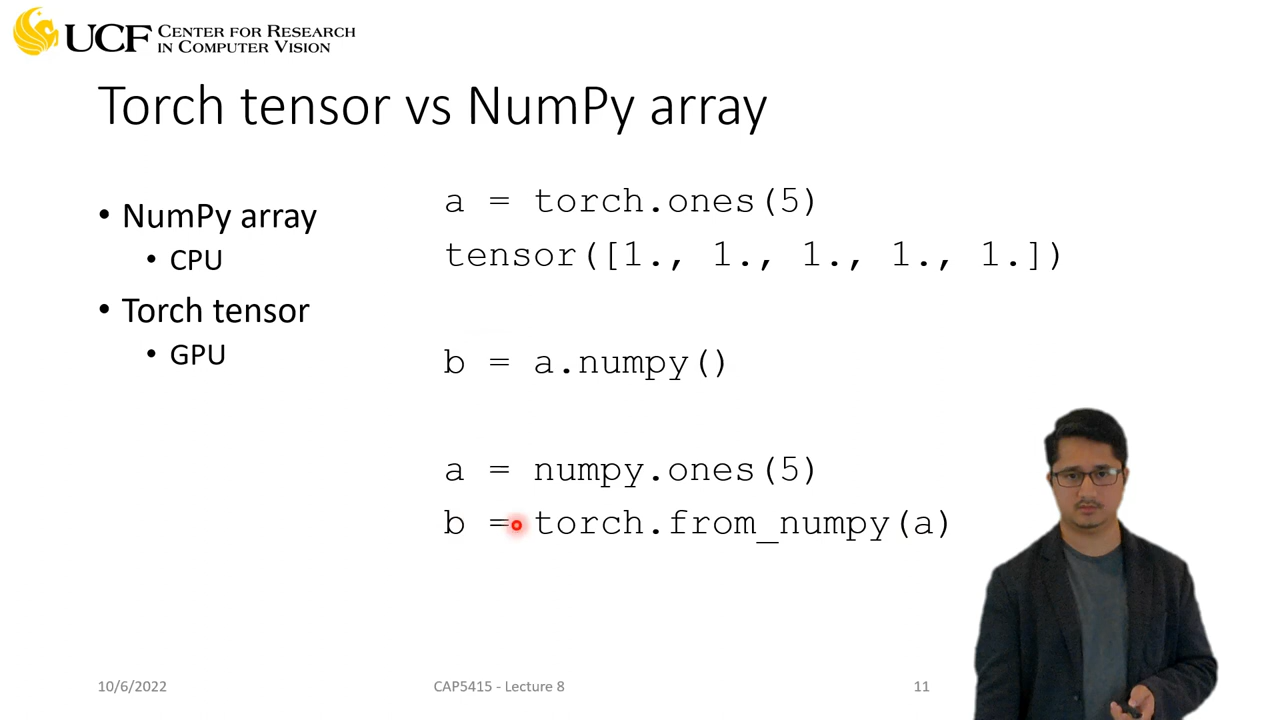 UCF CENTER FOR RESEARCH
IN COMPUTER VISION
Torch tensor vs NumPy array
• NumPy array
• CPU
• Torch tensor
• GPU
a = torch.ones(5)
tensor([1., 1., 1., 1., 1.])
b = a.numpy()
a = numpy.ones(5)
b = torch.from_numpy(a)
10/6/2022
CAP5415 - Lecture 8
11